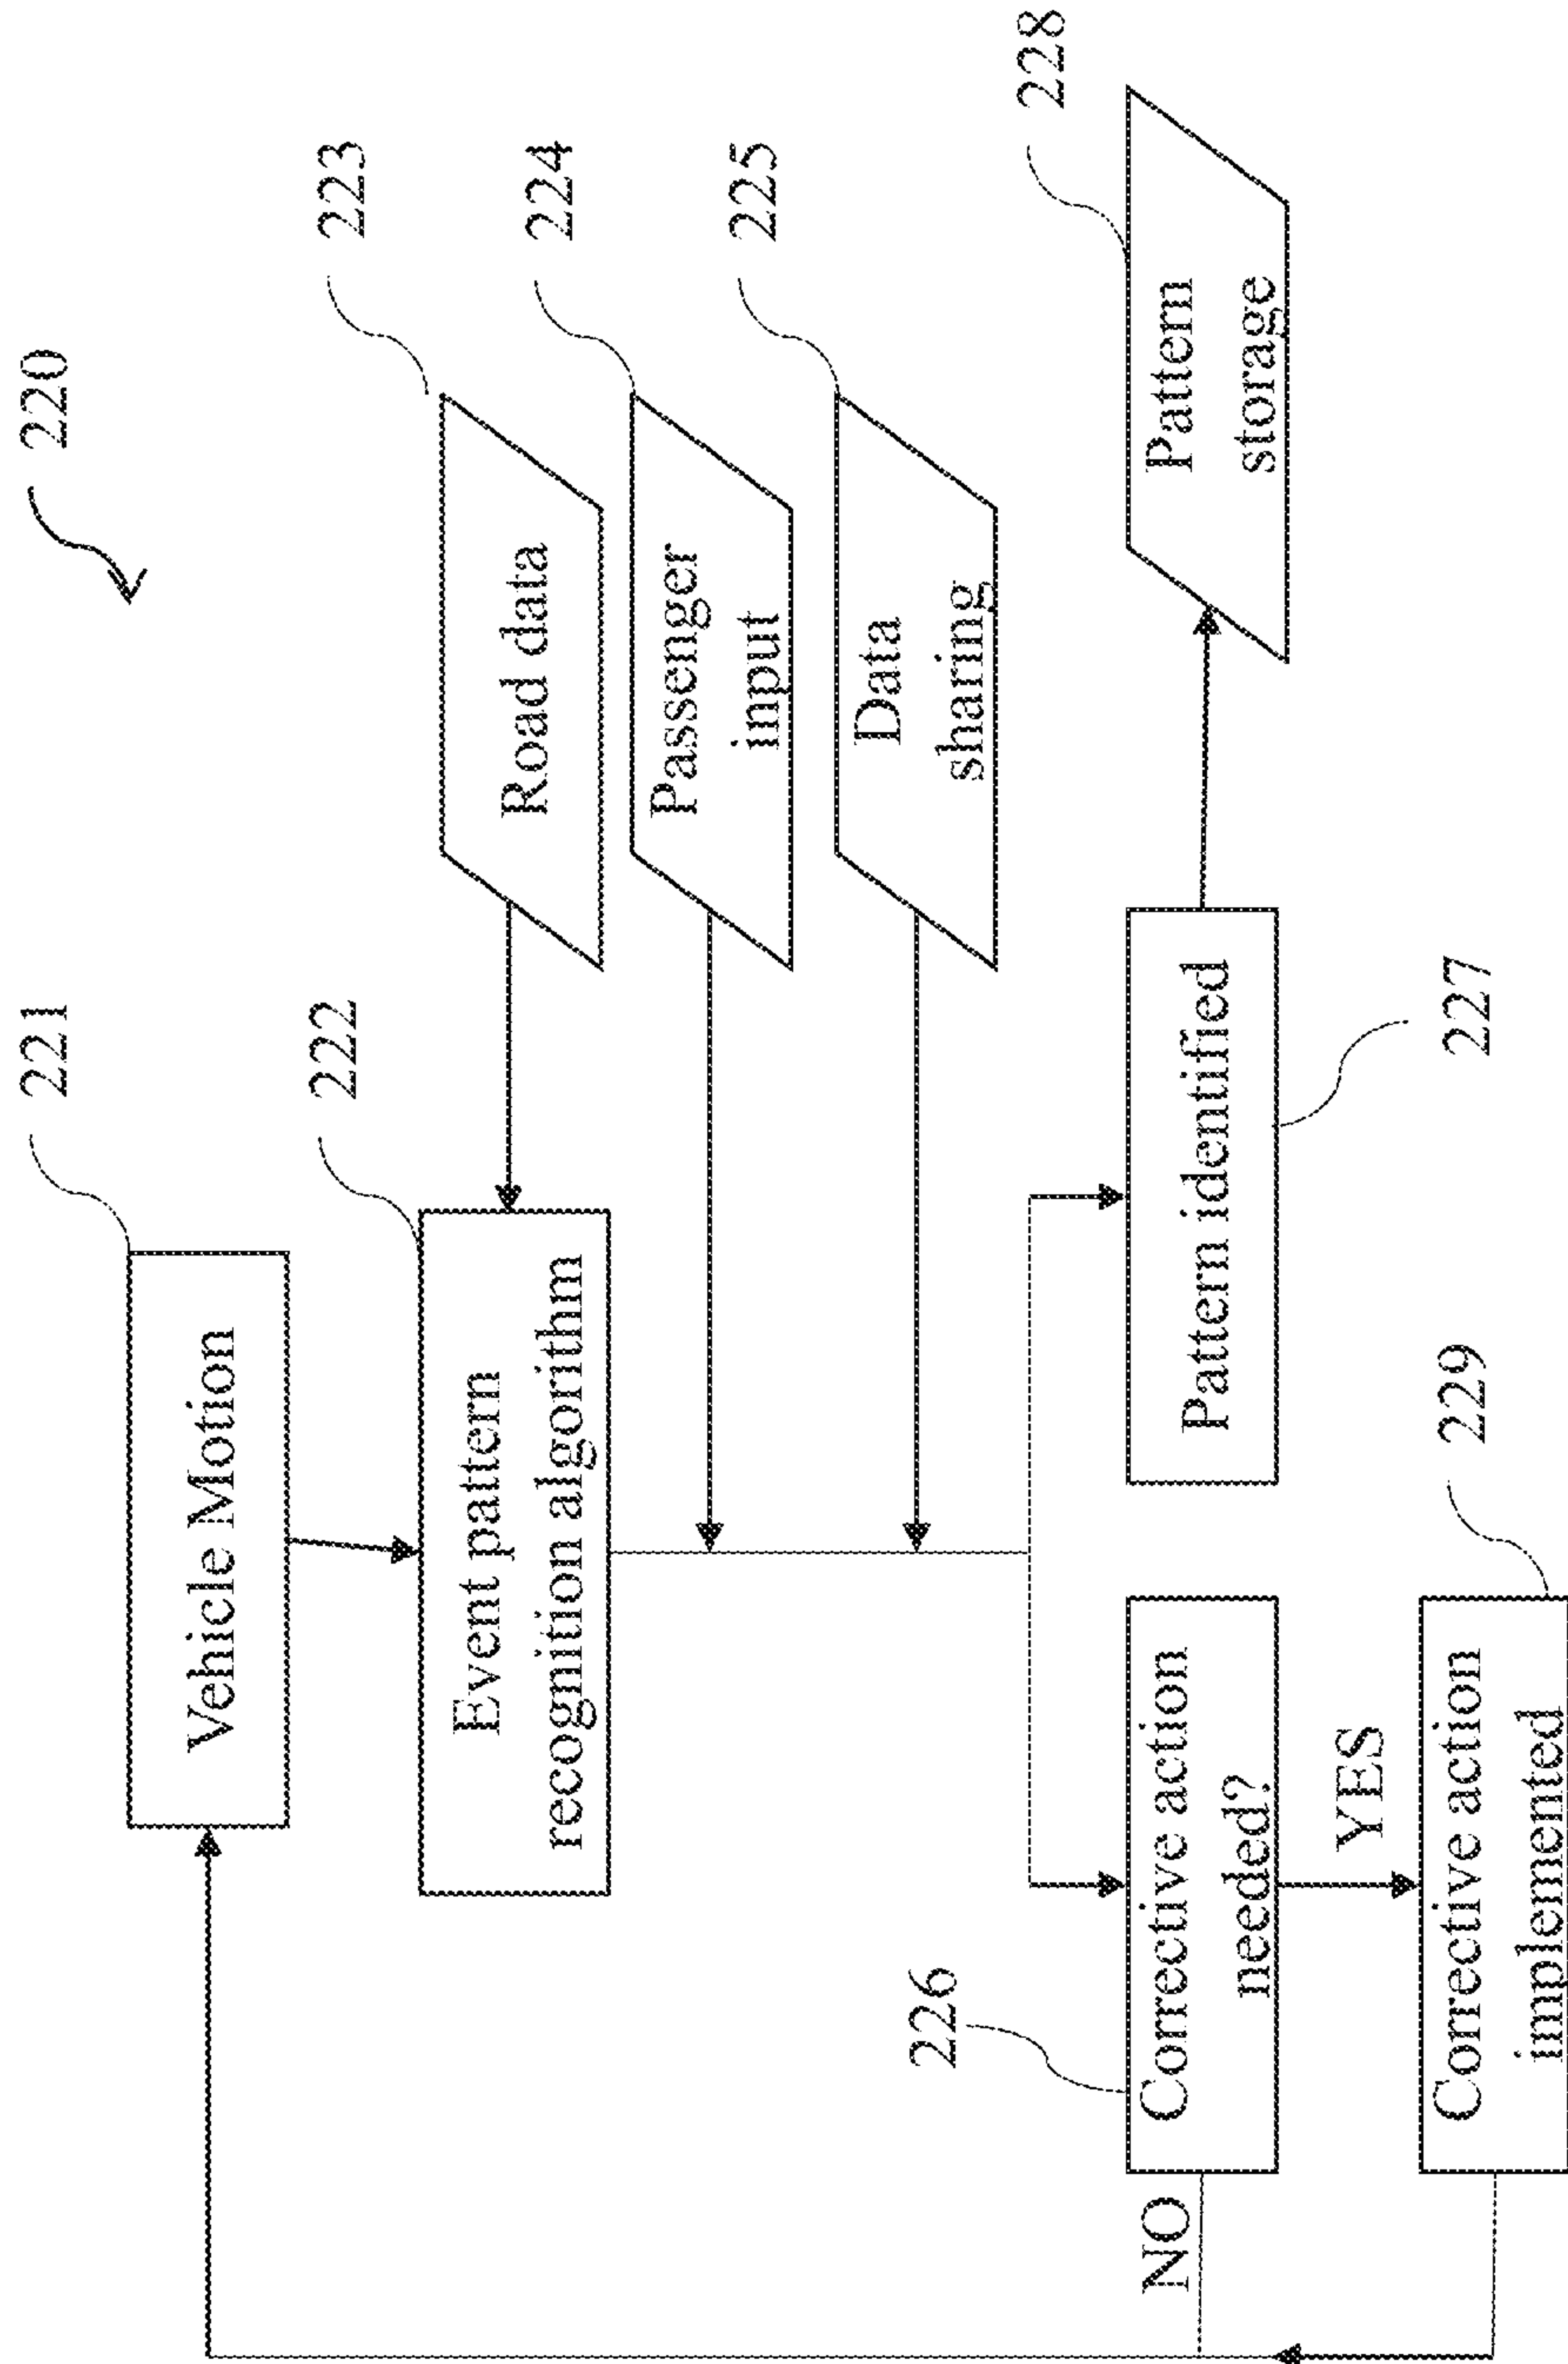 220
221
Vehicle Motion
222
Event pattern
recognition algorithm
223
Road data
224
Passenger
input
225
Data
sharing
226
Corrective action
needed?
NO
YES
227
Pattern identified
228
Pattern
storage
229
Corrective action
implemented